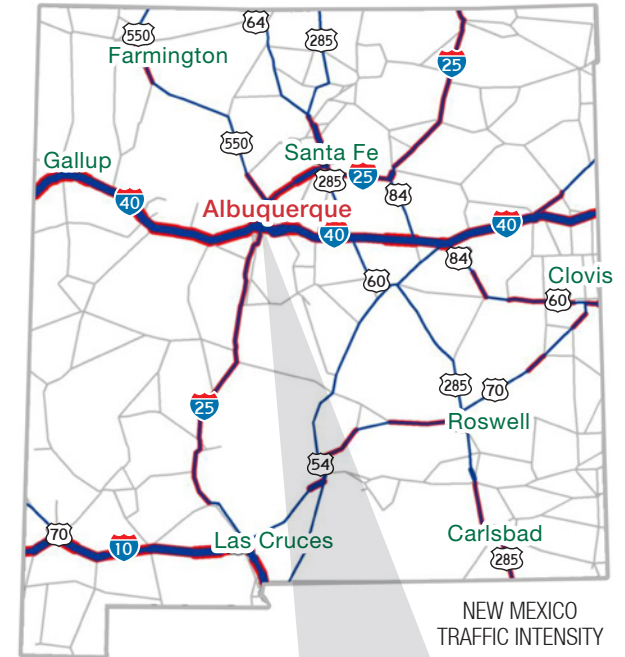 550
64
285
25
Farmington
550
Santa Fe
Gallup
285
25
84
40
Albuquerque
40
40
84
60
Clovis
60
25
285
70
Roswell
54
70
10
Las Cruces
Carlsbad
285
NEW MEXICO
TRAFFIC INTENSITY